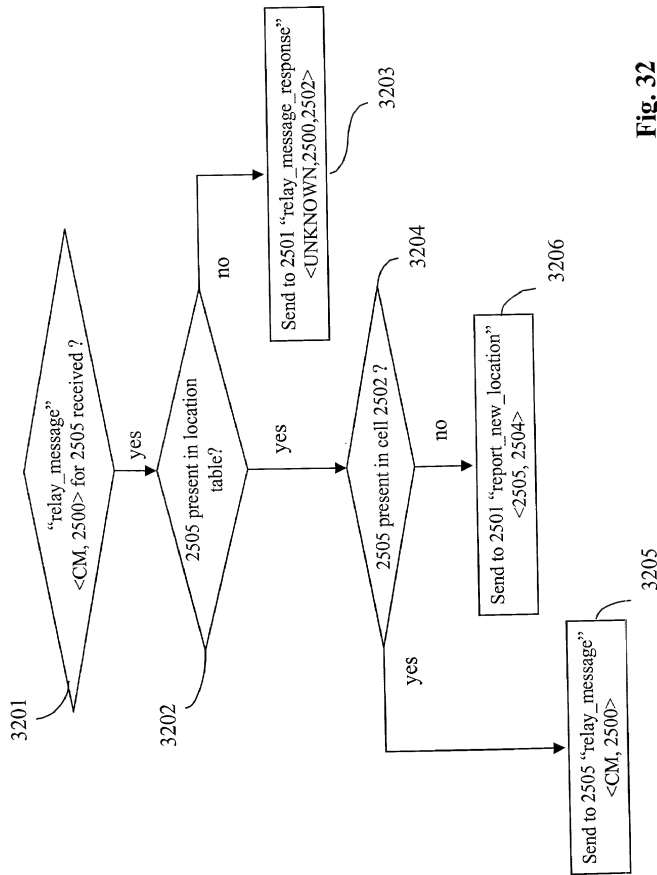 3201
“relay_message”
<CM, 2500> for 2505 received ?
yes
3202
2505 present in location
table?
no
Send to 2501 “relay_message_response”
<UNKNOWN,2500,2502>
3203
yes
3204
2505 present in cell 2502 ?
no
Send to 2501 “report_new_location”
<2505, 2504>
3206
yes
Send to 2505 “relay_message”
<CM, 2500>
3205
Fig. 32